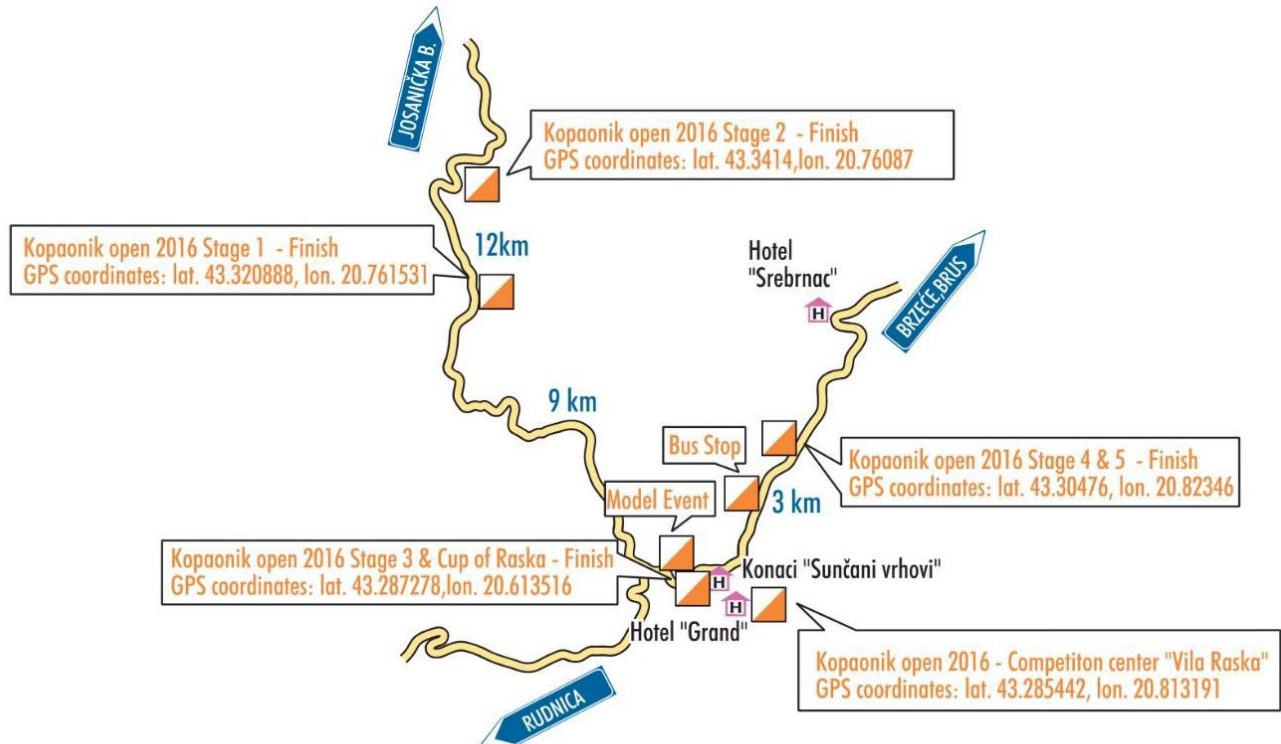 JOSANIČKA B.
Kopaonik open 2016 Stage 2 - Finish
GPS coordinates: lat. 43.3414,lon. 20.76087
Kopaonik open 2016 Stage 1 - Finish
GPS coordinates: lat. 43.320888, lon. 20.761531
12km
Hotel
"Srebrnac"
H
BRZEĆE,BRUS
9 km
Bus Stop
Kopaonik open 2016 Stage 4 & 5 - Finish
GPS coordinates: lat. 43.30476, lon. 20.82346
Model Event
3 km
Kopaonik open 2016 Stage 3 & Cup of Raska - Finish
GPS coordinates: lat. 43.287278,lon. 20.613516
H
Konaci "Sunčani vrhovi"
H
Hotel "Grand"
Kopaonik open 2016 - Competiton center "Vila Raska"
GPS coordinates: lat. 43.285442, lon. 20.813191
RUDNICA